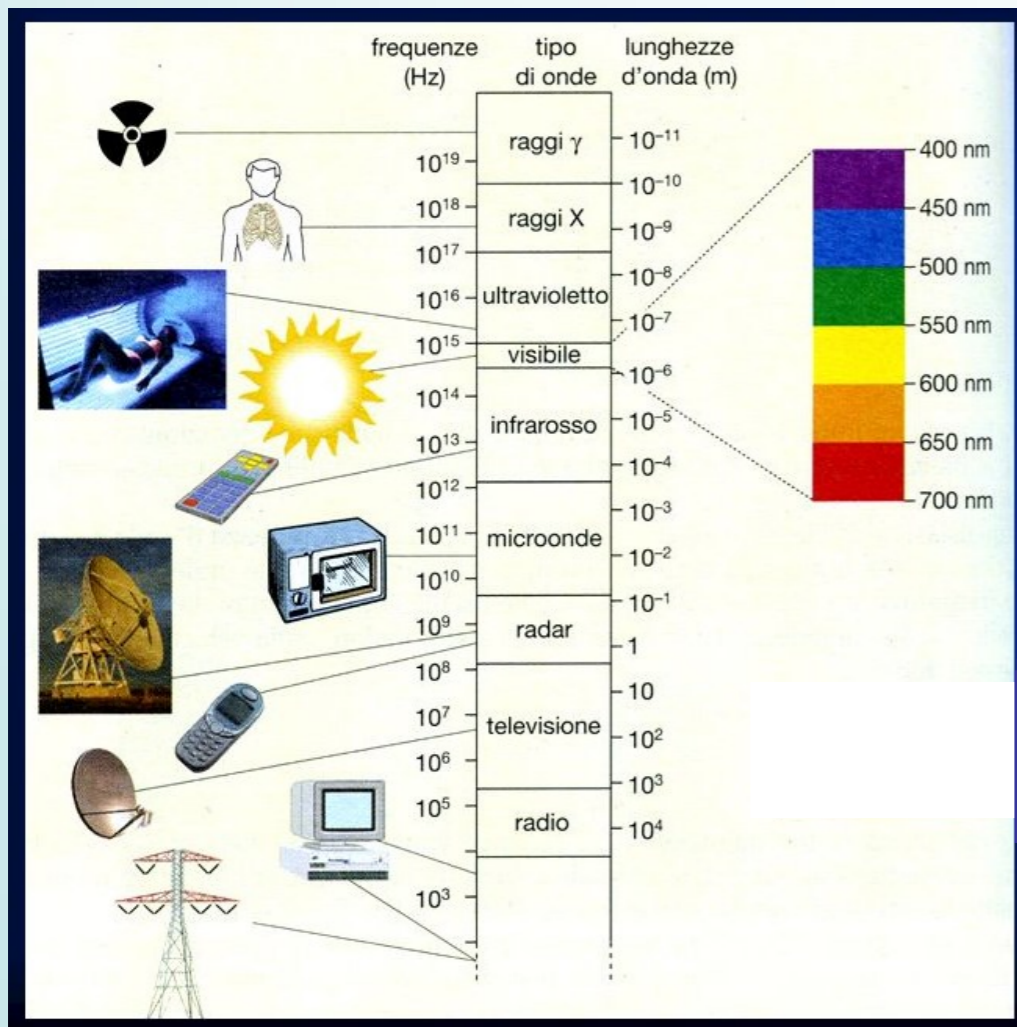 frequenze
(Hz)
tipo
di onde
lunghezze
d'onda (m)
raggi γ
raggi X
ultravioletto
visibile
infrarosso
microonde
radar
televisione
radio
10¹⁹
10¹⁸
10¹⁷
10¹⁶
10¹⁵
10¹⁴
10¹³
10¹²
10¹¹
10¹⁰
10⁹
10⁸
10⁷
10⁶
10⁵
10³
10⁻¹¹
10⁻¹⁰
10⁻⁹
10⁻⁸
10⁻⁷
10⁻⁶
10⁻⁵
10⁻⁴
10⁻³
10⁻²
10⁻¹
1
10
10²
10³
10⁴
400 nm
450 nm
500 nm
550 nm
600 nm
650 nm
700 nm